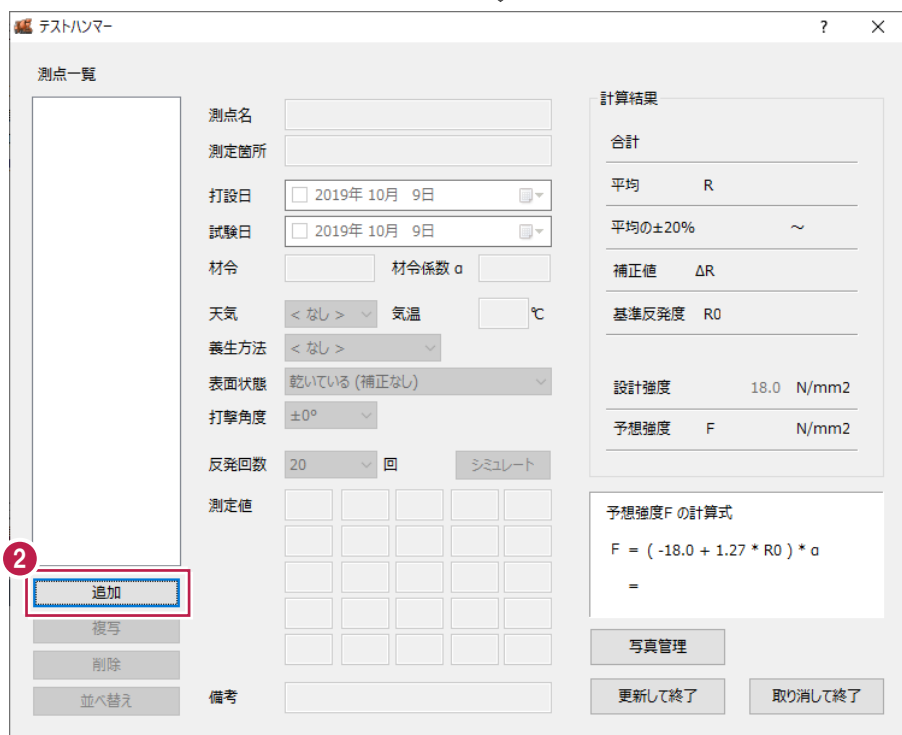 テストハンマー
?
測点一覧
測点名
測定箇所
打設日
2019年 10月 9日
試験日
2019年 10月 9日
材令
材令係数 α
天気
< なし >
気温
℃
養生方法
< なし >
表面状態
乾いている (補正なし)
打撃角度
±0°
反発回数
20
回
シミュレート
測定値
備考
2
追加
複写
削除
並べ替え
計算結果
合計
平均 R
平均の±20% ～
補正値 ΔR
基準反発度 R0
設計強度 18.0 N/mm2
予想強度 F N/mm2
予想強度F の計算式
F = ( -18.0 + 1.27 * R0 ) * α
=
写真管理
更新して終了
取り消して終了